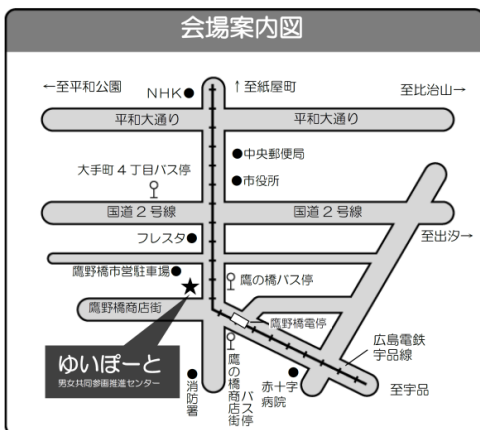 会場案内図
←至平和公園
NHK
↑至紙屋町
至比治山→
平和大通り
平和大通り
中央郵便局
大手町4丁目バス停
市役所
国道2号線
国道2号線
フレスタ
至出汐→
鷹野橋市営駐車場
鷹の橋バス停
鷹野橋商店街
鷹野橋電停
広島電鉄
宇品線
ゆいぽーと
男女共同参画推進センター
消防署
鷹の橋商店街
バス停
赤十字
病院
至宇品